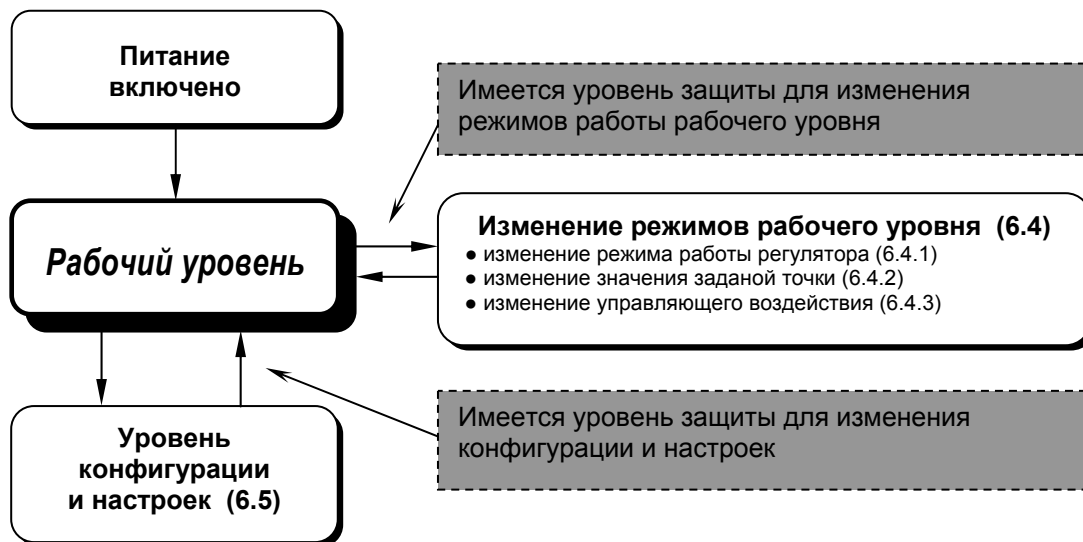 Питание
включено
Имеется уровень защиты для изменения
режимов работы рабочего уровня
Рабочий уровень
Изменение режимов рабочего уровня (6.4)
● изменение режима работы регулятора (6.4.1)
● изменение значения заданой точки (6.4.2)
● изменение управляющего воздействия (6.4.3)
Имеется уровень защиты для изменения
конфигурации и настроек
Уровень
конфигурации
и настроек (6.5)